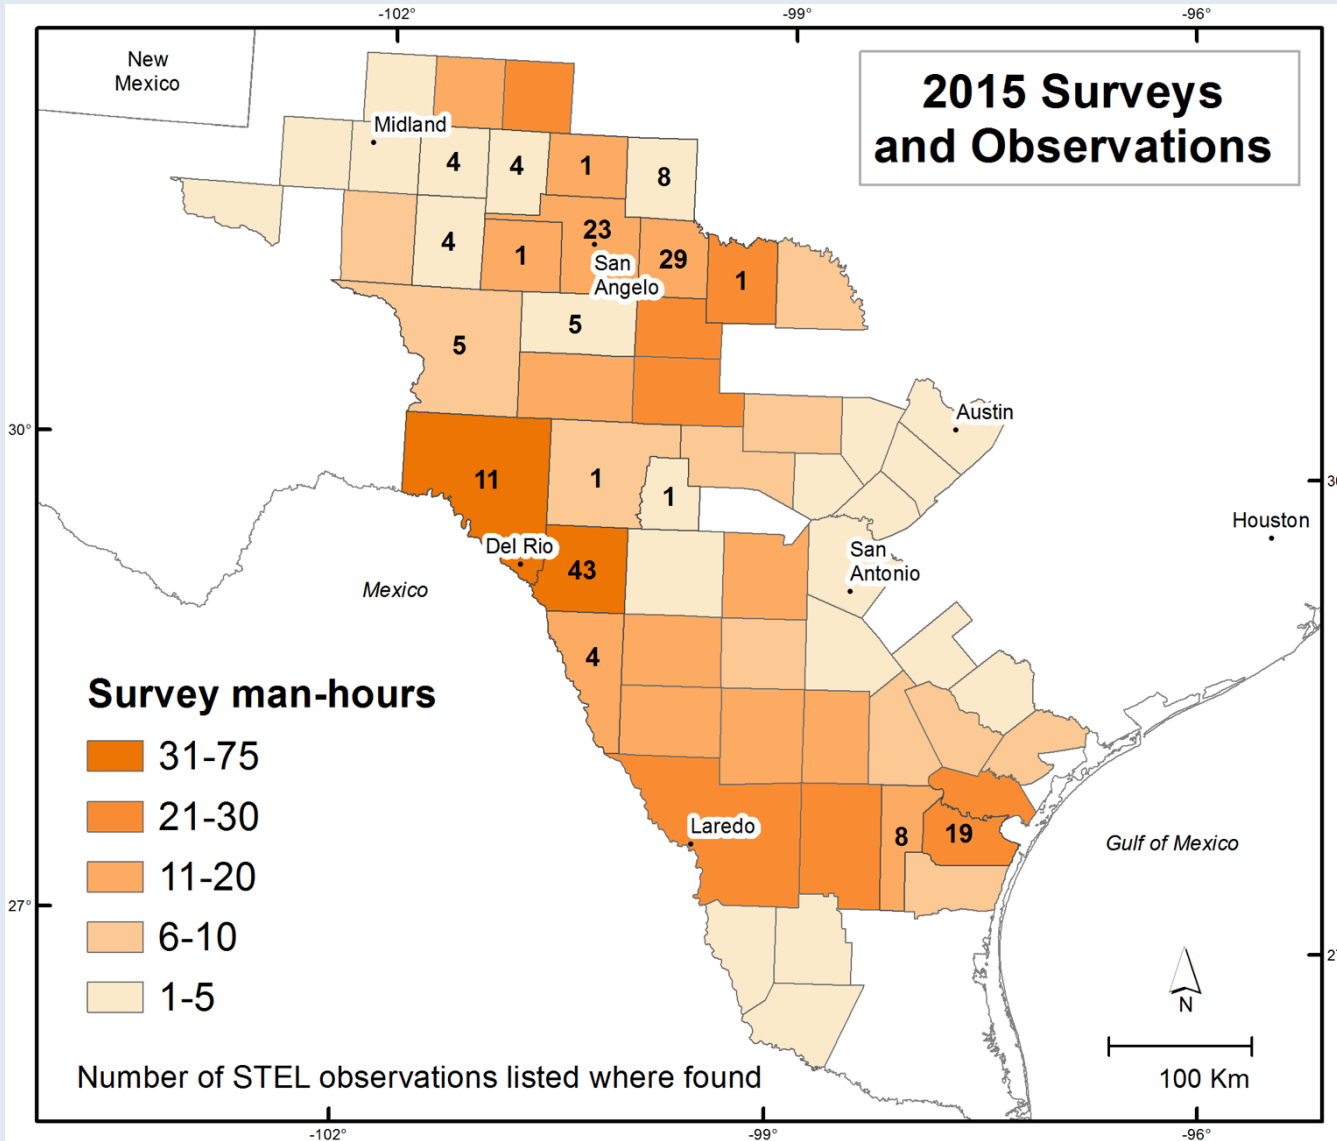 -102°
-99°
-96°
New
Mexico
2015 Surveys
and Observations
Midland
4
4
1
8
4
1
23
29
1
San
Angelo
5
5
Austin
30°
11
1
1
Houston
Del Rio
43
San
Antonio
Mexico
4
Survey man-hours
31-75
21-30
11-20
6-10
1-5
Laredo
8
19
Gulf of Mexico
27°
N
100 Km
Number of STEL observations listed where found
-102°
-99°
-96°